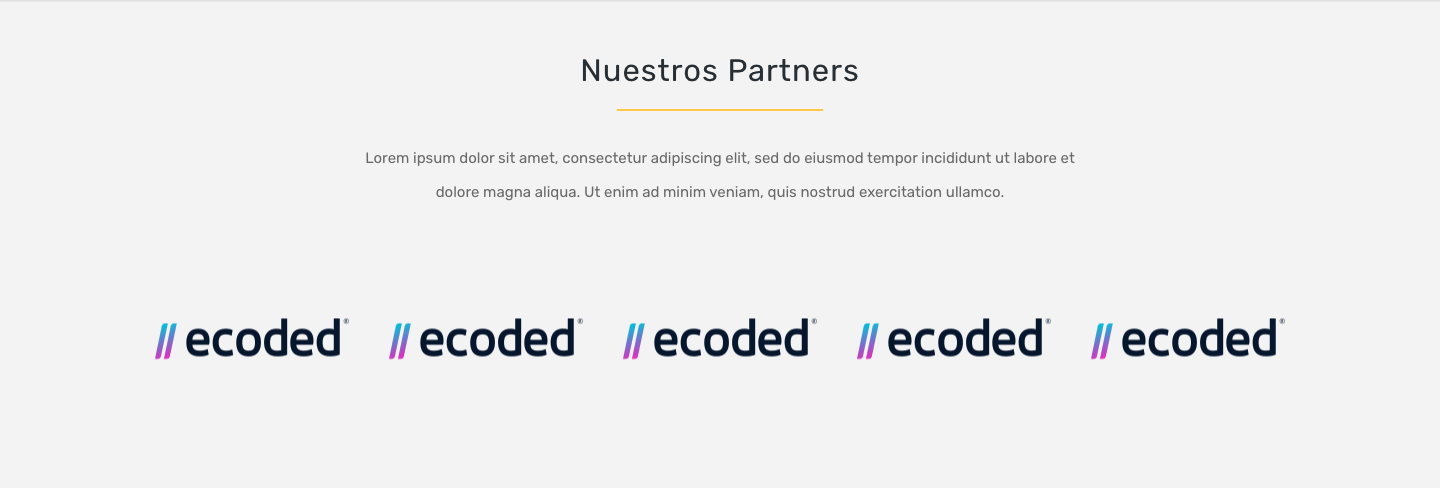 Nuestros Partners
Lorem ipsum dolor sit amet, consectetur adipiscing elit, sed do eiusmod tempor incididunt ut labore et
dolore magna aliqua. Ut enim ad minim veniam, quis nostrud exercitation ullamco.
// ecoded® // ecoded® // ecoded® // ecoded® // ecoded®